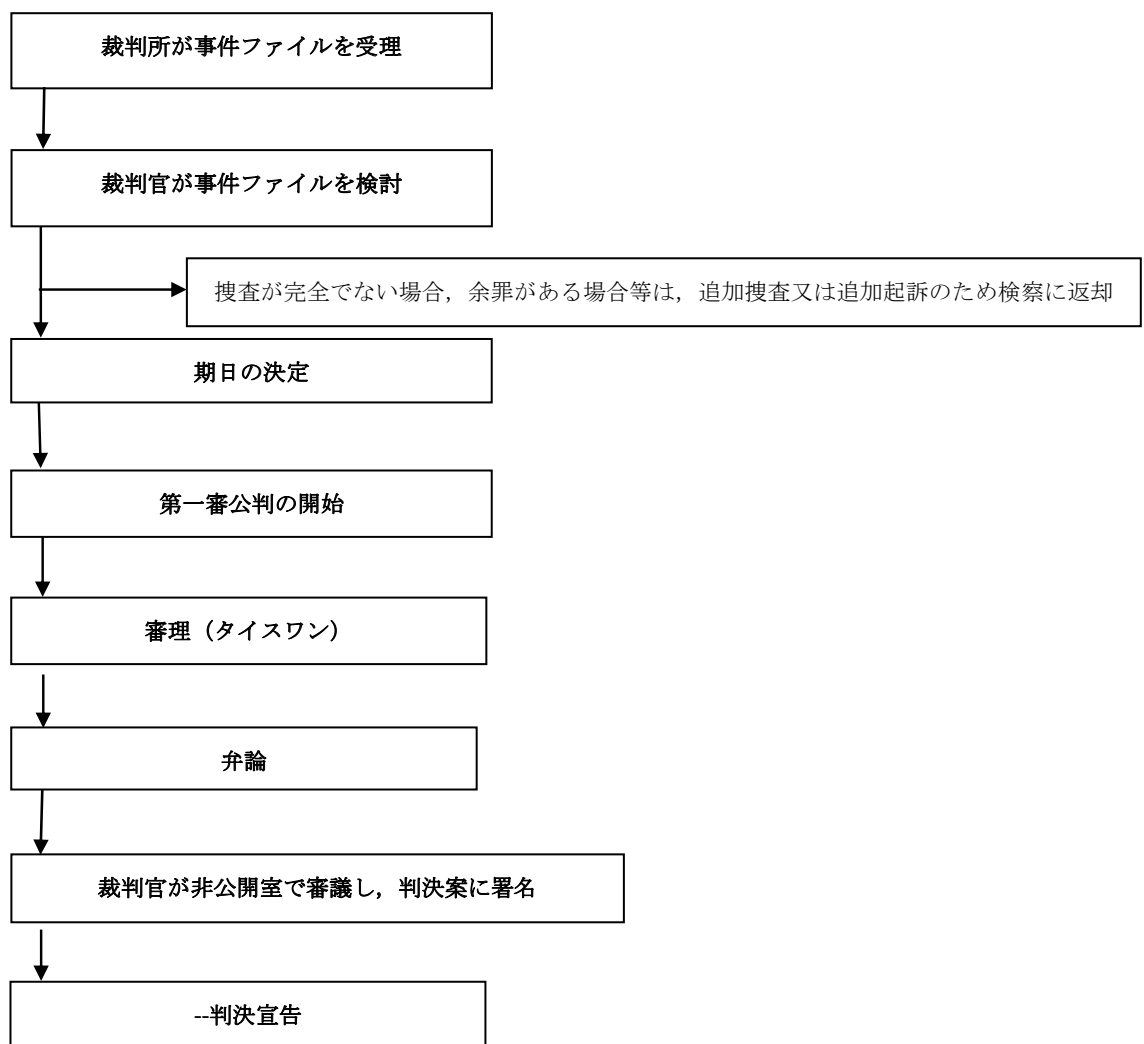 裁判所が事件ファイルを受理
裁判官が事件ファイルを検討
捜査が完全でない場合，余罪がある場合等は，追加捜査又は追加起訴のため検察に返却
期日の決定
第一審公判の開始
審理（タイスワン）
弁論
裁判官が非公開室で審議し，判決案に署名
--判決宣告